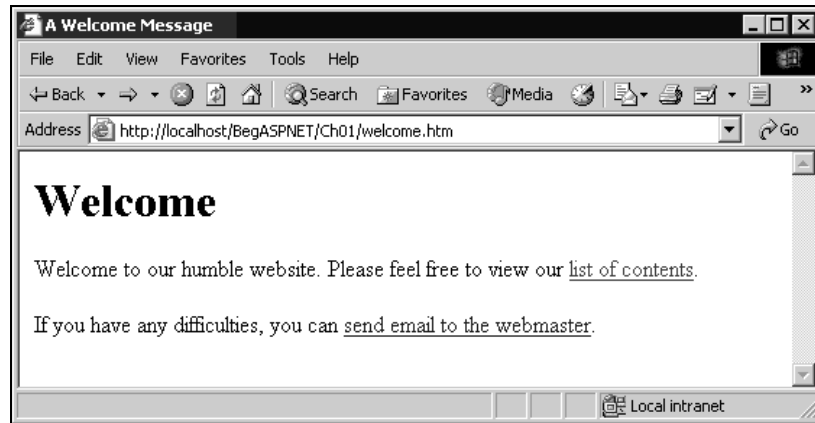 A Welcome Message
File Edit View Favorites Tools Help
Back Search Favorites Media »
Address http://localhost/BegASPNET/Ch01/welcome.htm Go
Welcome
Welcome to our humble website. Please feel free to view our list of contents.
If you have any difficulties, you can send email to the webmaster.
Local intranet